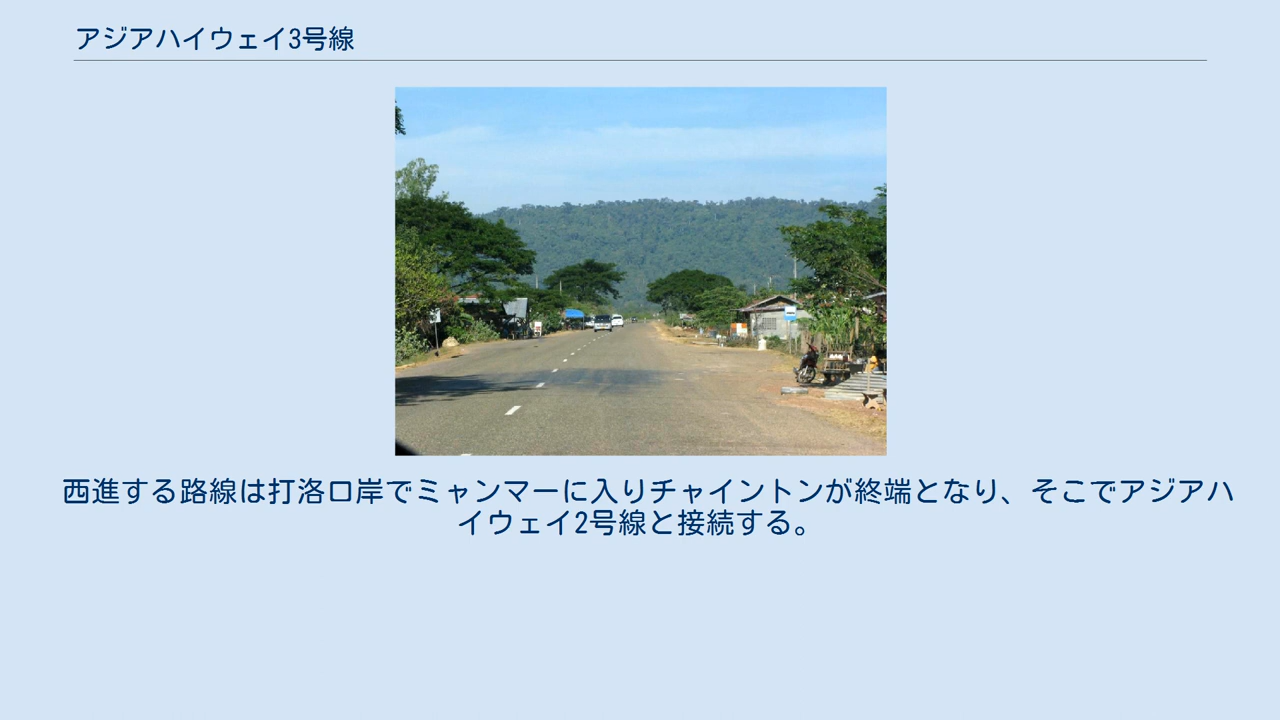 アジアハイウェイ3号線
西進する路線は打洛口岸でミャンマーに入りチャイントンが終端となり、そこでアジアハ
イウェイ2号線と接続する。